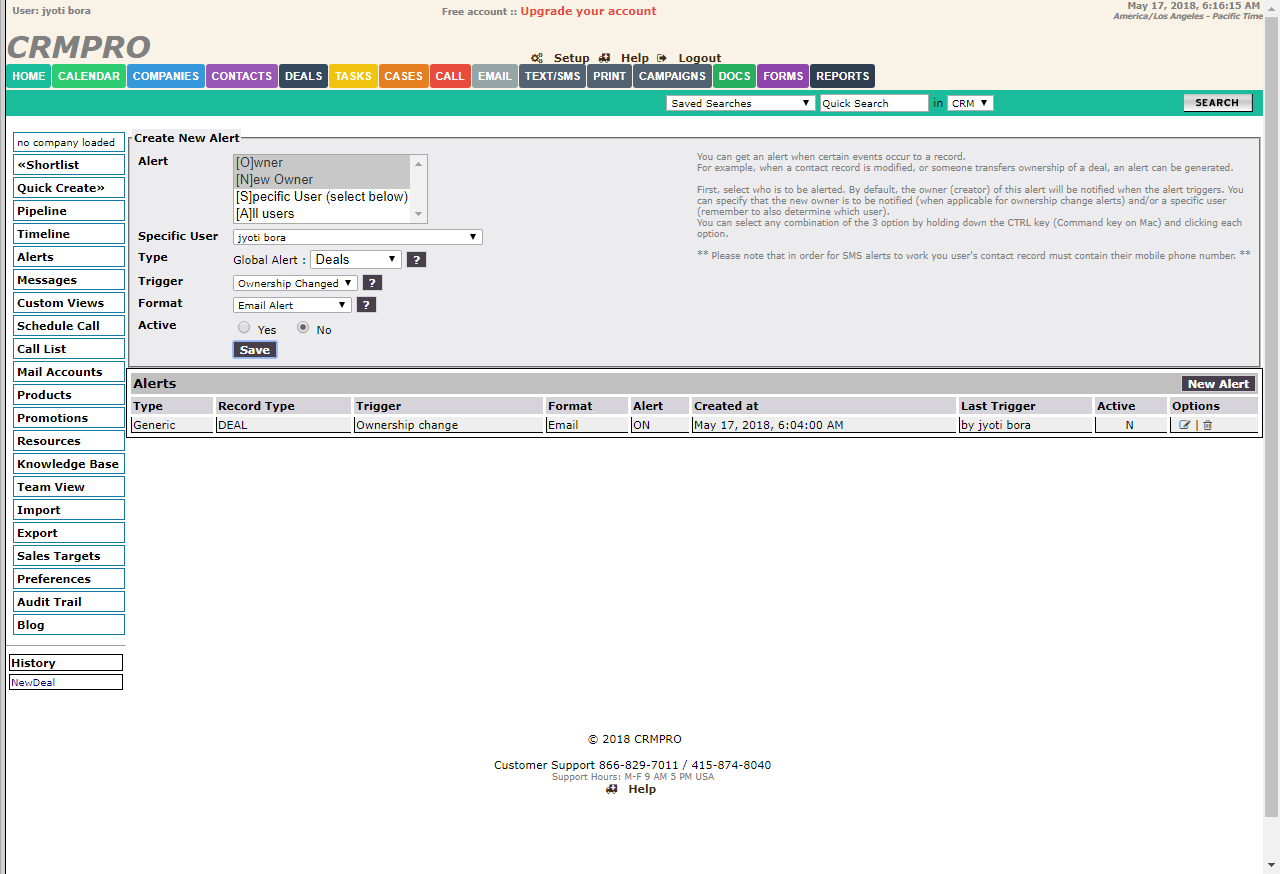 User: jyoti bora
Free account :: Upgrade your account
May 17, 2018, 6:16:15 AM
America/Los Angeles - Pacific Time
CRMPRO
Setup Help Logout
HOME CALENDAR COMPANIES CONTACTS DEALS TASKS CASES CALL EMAIL TEXT/SMS PRINT CAMPAIGNS DOCS FORMS REPORTS
Saved Searches Quick Search in CRM SEARCH
no company loaded
«Shortlist
Quick Create»
Pipeline
Timeline
Alerts
Messages
Custom Views
Schedule Call
Call List
Mail Accounts
Products
Promotions
Resources
Knowledge Base
Team View
Import
Export
Sales Targets
Preferences
Audit Trail
Blog
History
NewDeal
Create New Alert
Alert
[O]wner
[N]ew Owner
[S]pecific User (select below)
[A]ll users
Specific User jyoti bora
Type Global Alert : Deals ?
Trigger Ownership Changed ?
Format Email Alert ?
Active Yes No
Save
You can get an alert when certain events occur to a record.
For example, when a contact record is modified, or someone transfers ownership of a deal, an alert can be generated.
First, select who is to be alerted. By default, the owner (creator) of this alert will be notified when the alert triggers. You
can specify that the new owner is to be notified (when applicable for ownership change alerts) and/or a specific user
(remember to also determine which user).
You can select any combination of the 3 option by holding down the CTRL key (Command key on Mac) and clicking each
option.
** Please note that in order for SMS alerts to work you user's contact record must contain their mobile phone number. **
Alerts New Alert
Type Record Type Trigger Format Alert Created at Last Trigger Active Options
Generic DEAL Ownership change Email ON May 17, 2018, 6:04:00 AM by jyoti bora N |
© 2018 CRMPRO
Customer Support 866-829-7011 / 415-874-8040
Support Hours: M-F 9 AM 5 PM USA
Help